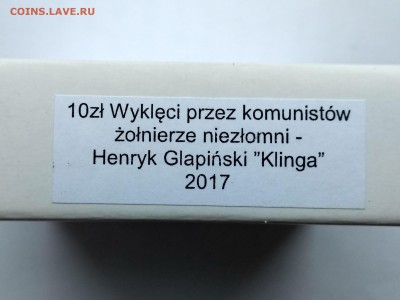 COINS.LAVE.RU
10zł Wyklęci przez komunistów
żołnierze niezłomni -
Henryk Glapiński ”Klinga”
2017